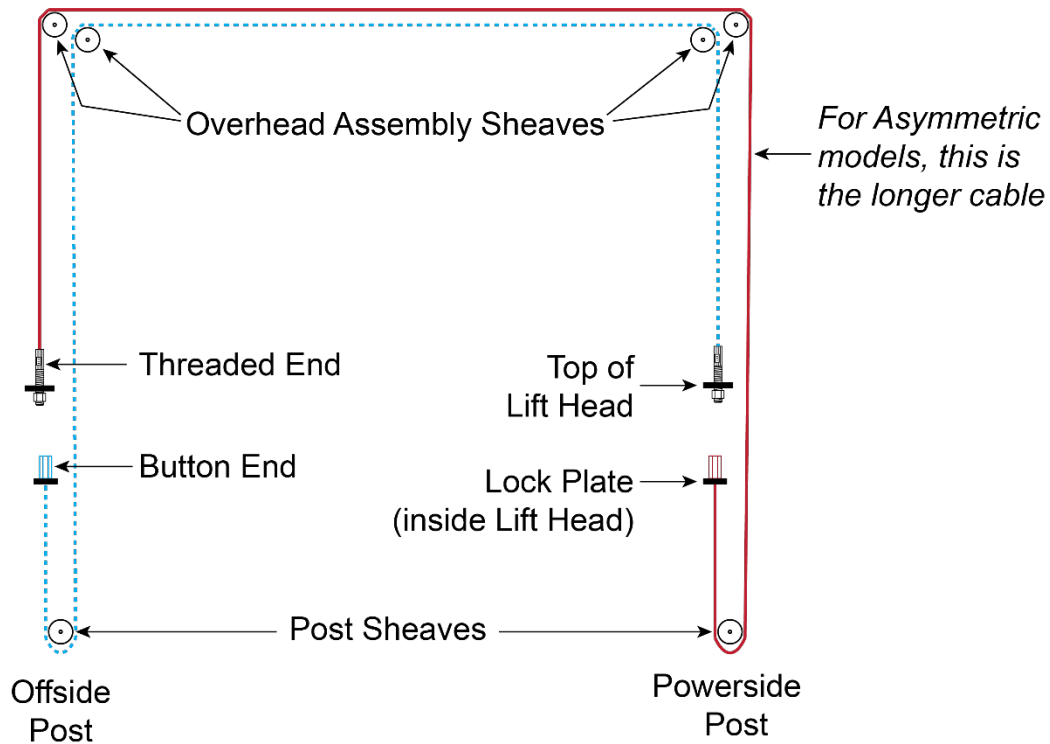 Overhead Assembly Sheaves
For Asymmetric
models, this is
the longer cable
Threaded End
Top of
Lift Head
Button End
Lock Plate
(inside Lift Head)
Post Sheaves
Offside
Post
Powerside
Post